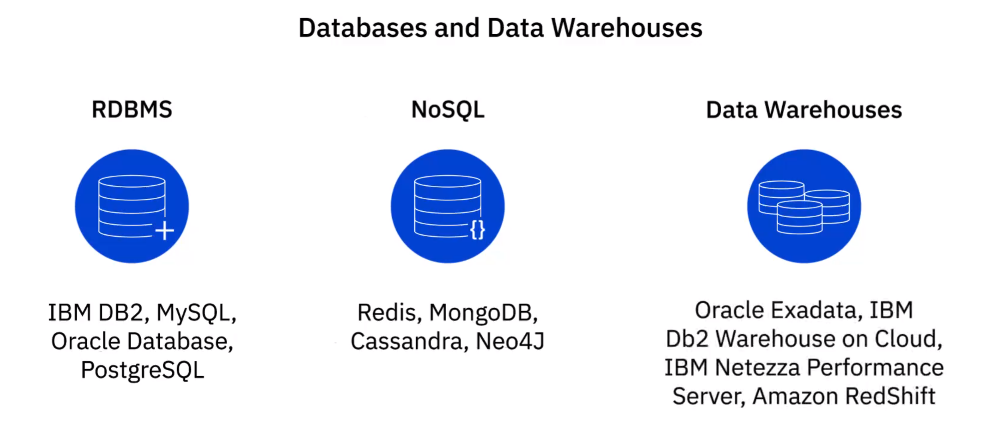 Databases and Data Warehouses
RDBMS
IBM DB2, MySQL,
Oracle Database,
PostgreSQL
NoSQL
{}
Redis, MongoDB,
Cassandra, Neo4J
Data Warehouses
Oracle Exadata, IBM
Db2 Warehouse on Cloud,
IBM Netezza Performance
Server, Amazon RedShift